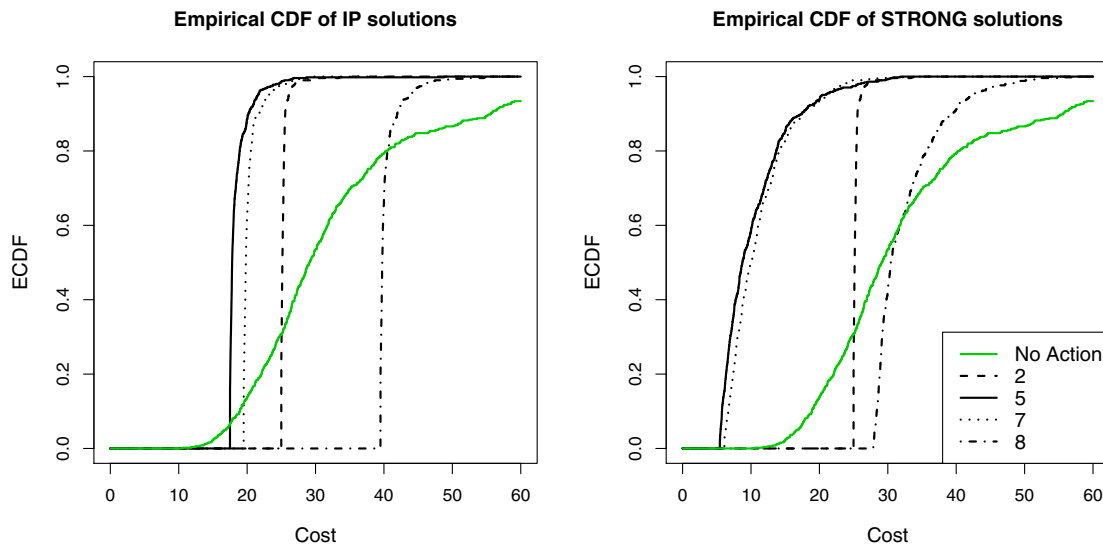 Empirical CDF of IP solutions
ECDF
1.0
0.8
0.6
0.4
0.2
0.0
0 10 20 30 40 50 60
Cost
Empirical CDF of STRONG solutions
ECDF
1.0
0.8
0.6
0.4
0.2
0.0
No Action
2
5
7
8
0 10 20 30 40 50 60
Cost